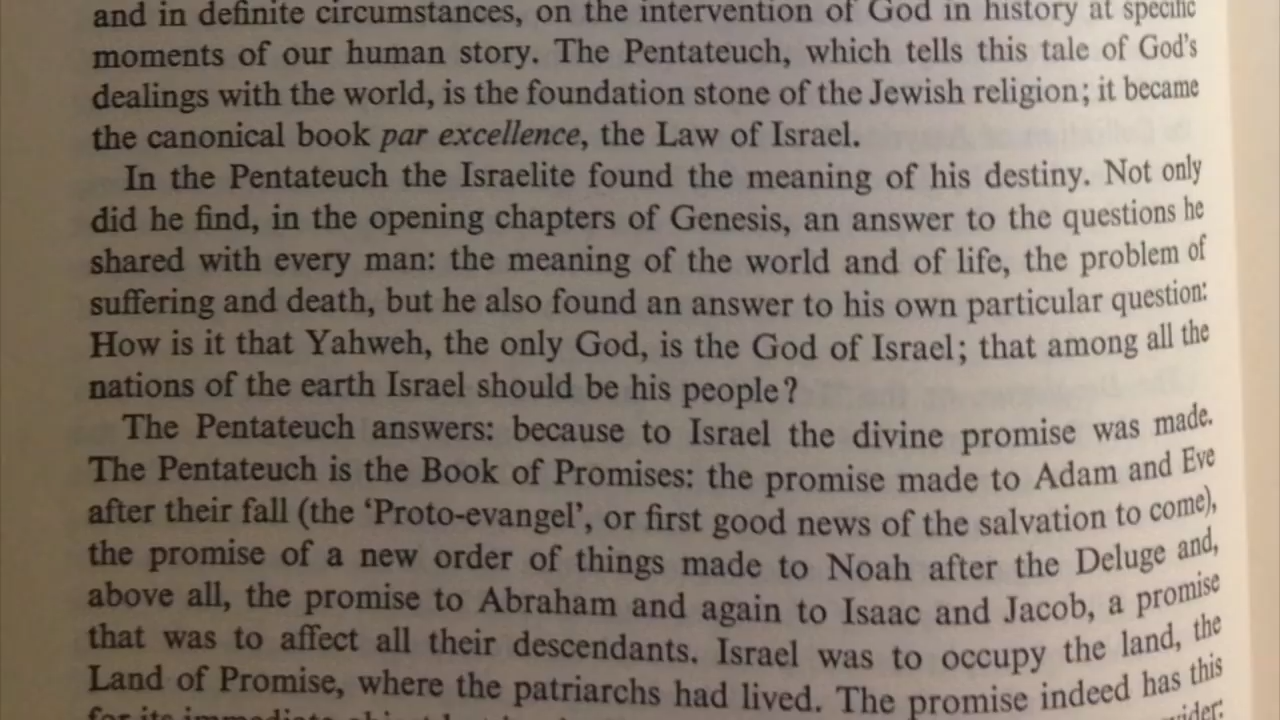 and in definite circumstances, on the intervention of God in history at specific
moments of our human story. The Pentateuch, which tells this tale of God's
dealings with the world, is the foundation stone of the Jewish religion; it became
the canonical book par excellence, the Law of Israel.
In the Pentateuch the Israelite found the meaning of his destiny. Not only
did he find, in the opening chapters of Genesis, an answer to the questions he
shared with every man: the meaning of the world and of life, the problem of
suffering and death, but he also found an answer to his own particular question:
How is it that Yahweh, the only God, is the God of Israel; that among all the
nations of the earth Israel should be his people?
The Pentateuch answers: because to Israel the divine promise was made.
The Pentateuch is the Book of Promises: the promise made to Adam and Eve
after their fall (the ‘Proto-evangel’, or first good news of the salvation to come),
the promise of a new order of things made to Noah after the Deluge and,
above all, the promise to Abraham and again to Isaac and Jacob, a promise
that was to affect all their descendants. Israel was to occupy the land, the
Land of Promise, where the patriarchs had lived. The promise indeed has this
for its immediate object